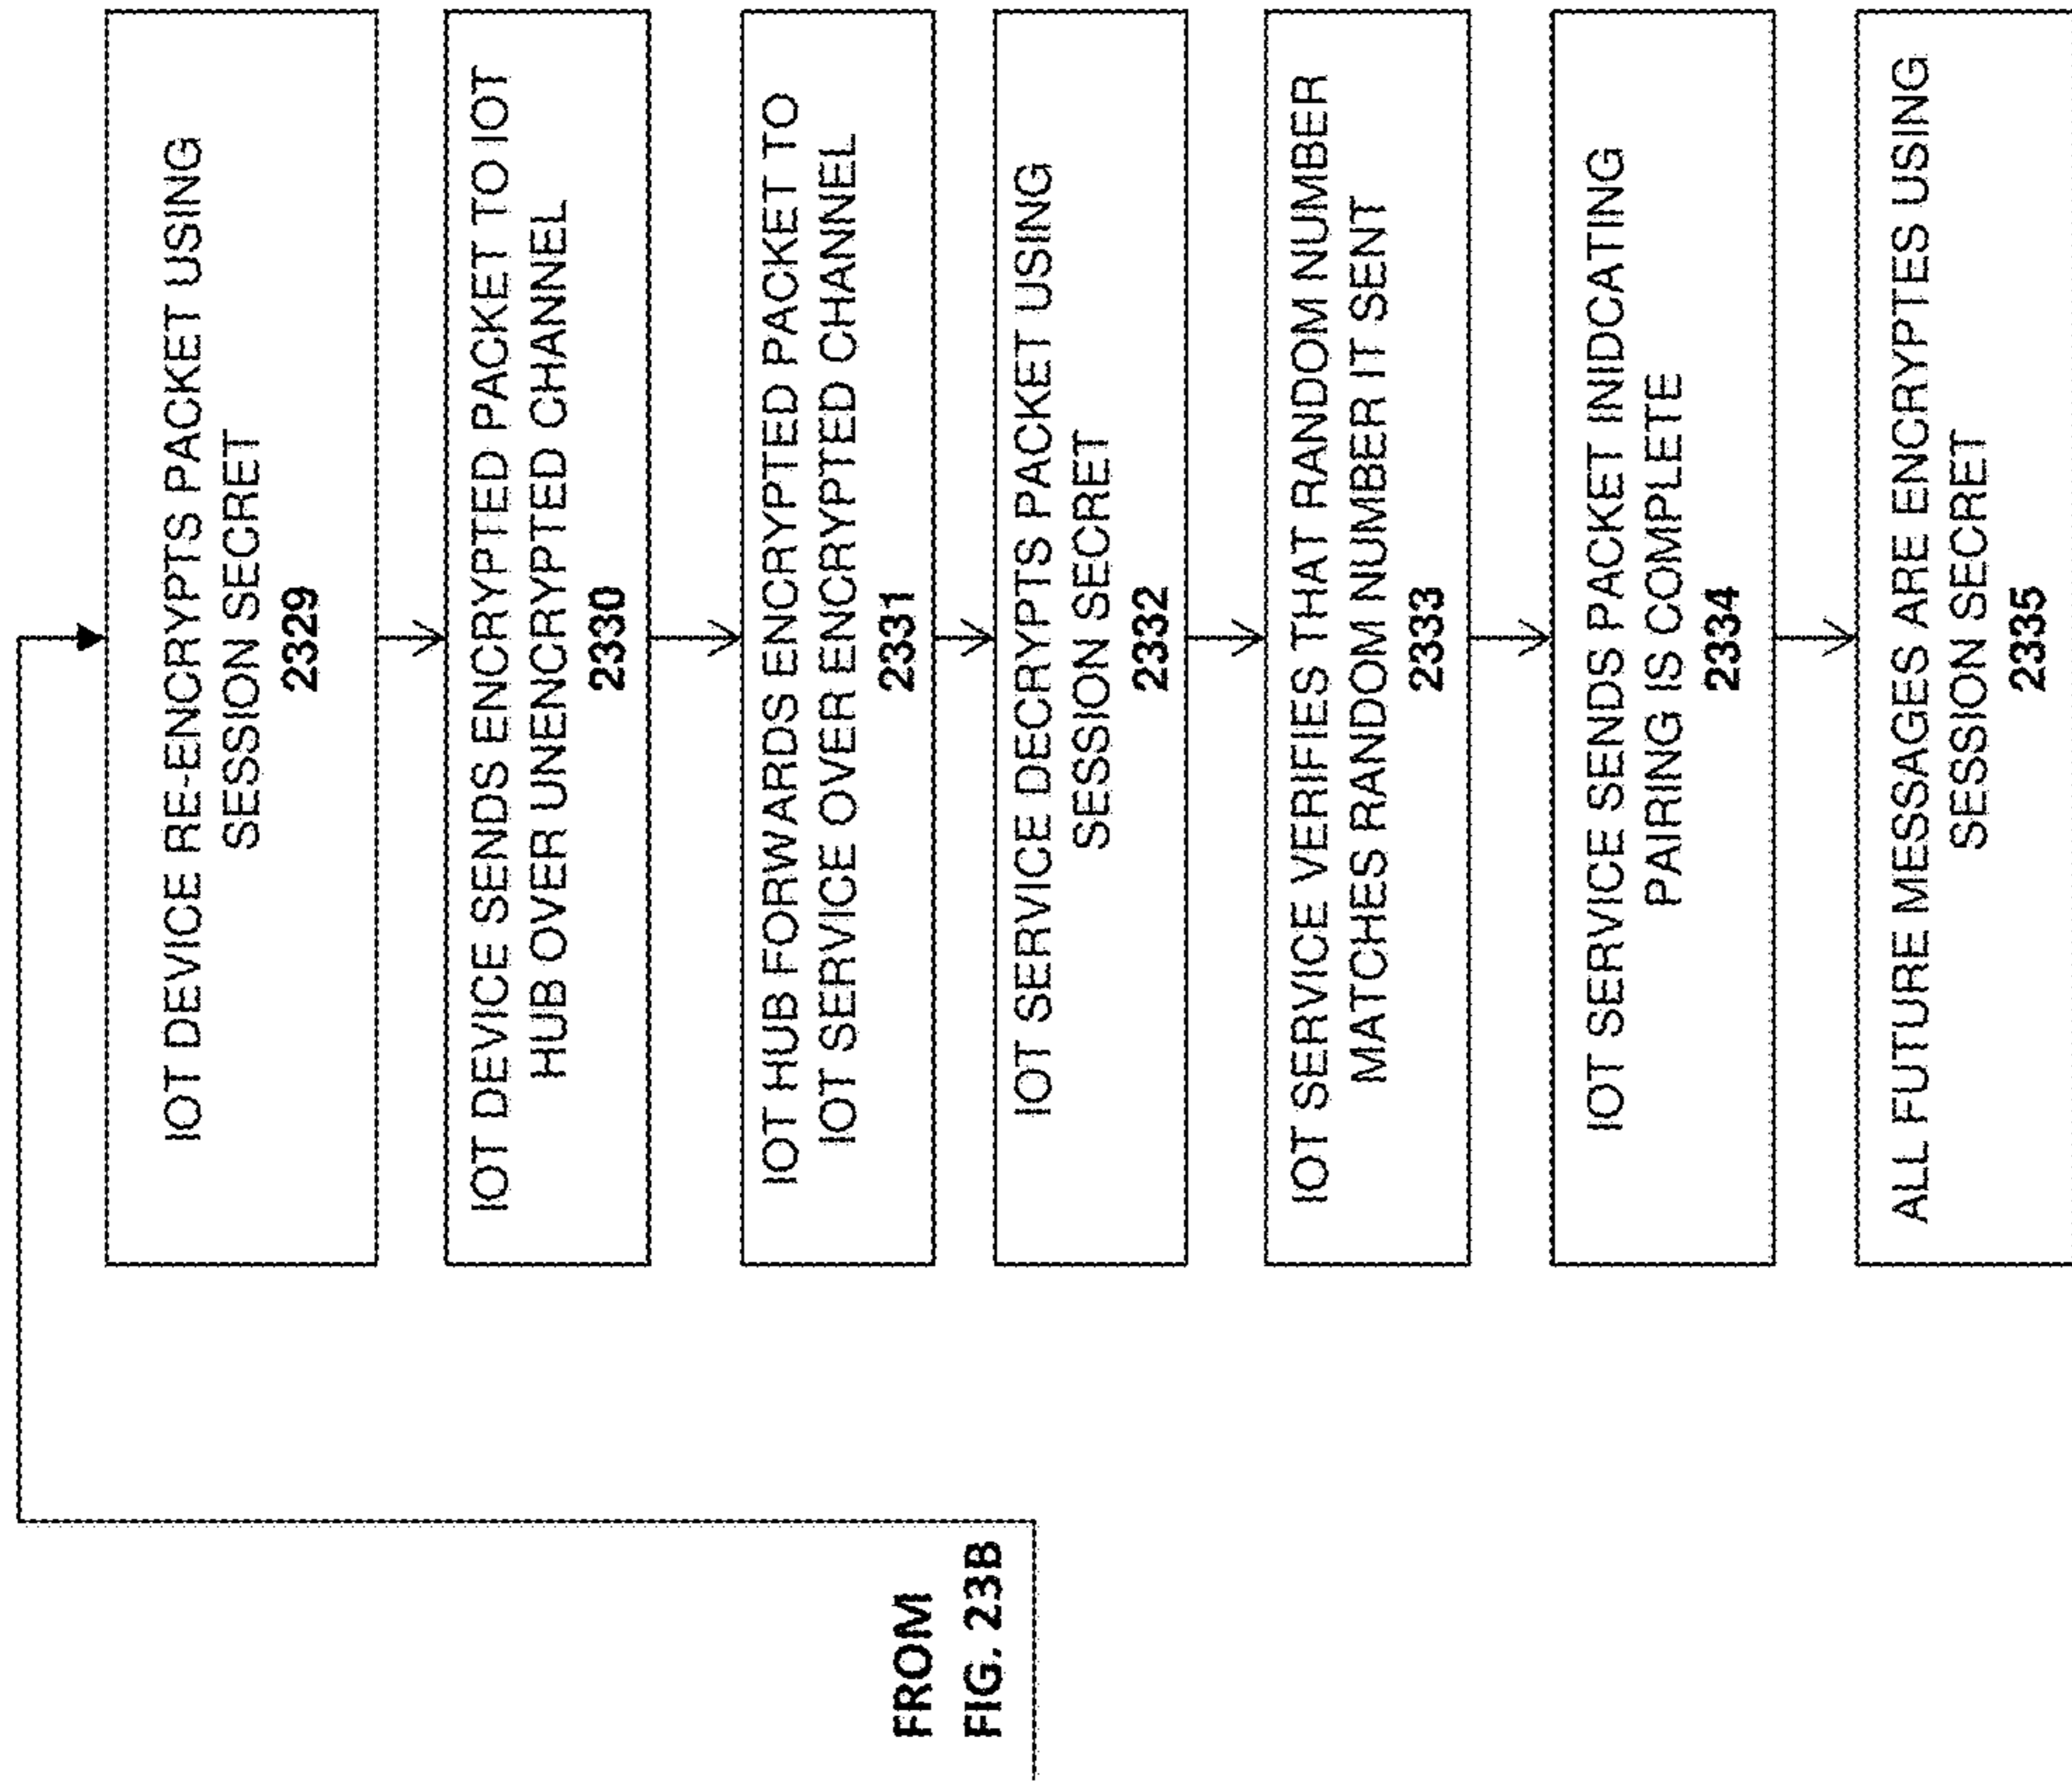 FROM
FIG. 23B
IOT DEVICE RE-ENCRYPTS PACKET USING
SESSION SECRET
2329
IOT DEVICE SENDS ENCRYPTED PACKET TO IOT
HUB OVER UNENCRYPTED CHANNEL
2330
IOT HUB FORWARDS ENCRYPTED PACKET TO
IOT SERVICE OVER ENCRYPTED CHANNEL
2331
IOT SERVICE DECRYPTS PACKET USING
SESSION SECRET
2332
IOT SERVICE VERIFIES THAT RANDOM NUMBER
MATCHES RANDOM NUMBER IT SENT
2333
IOT SERVICE SENDS PACKET INIDCATING
PAIRING IS COMPLETE
2334
ALL FUTURE MESSAGES ARE ENCRYPTES USING
SESSION SECRET
2335